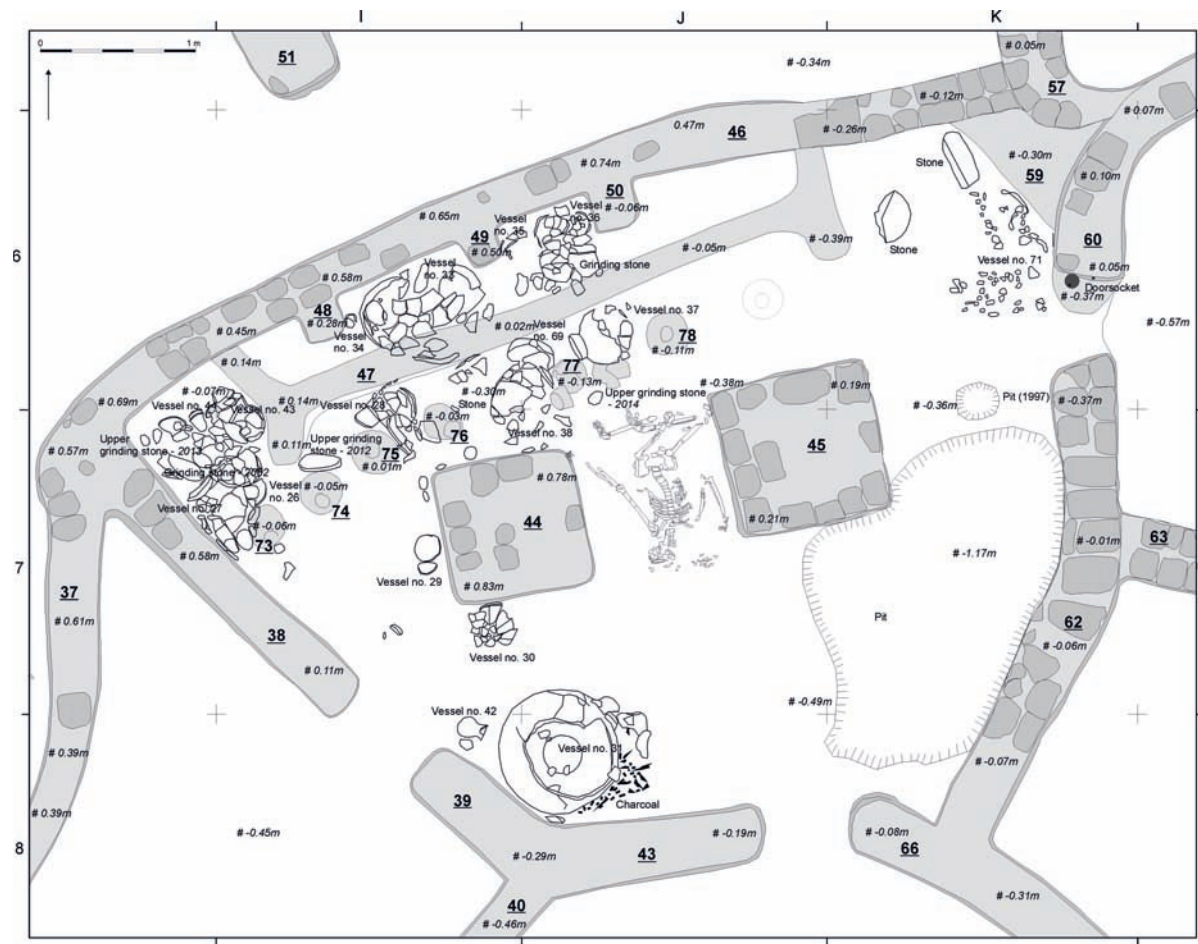 I
J
K
0
1 m
51
# 0.05m
57
# -0.34m
# -0.12m
# 0.07m
0.47m
46
# -0.26m
Stone
# -0.30m
# 0.74m
59
# 0.10m
50
Vessel
no. 36
# -0.06m
# 0.65m
Vessel
no. 35
49
# 0.50m
Stone
60
6
# -0.05m
# -0.39m
Vessel no. 71
# 0.05m
Grinding stone
Vessel
# 0.58m
Doorsocket
# -0.37m
48
# 0.28m
Vessel no. 37
# -0.57m
# 0.45m
Vessel
no. 34
# 0.02m
Vessel
no. 69
78
# -0.11m
# 0.14m
47
77
# -0.07m
# -0.30m
Stone
# -0.13m
# -0.38m
# 0.19m
# -0.36m
Pit (1997)
# -0.37m
# 0.69m
# 0.14m
Upper grinding stone
- 2014
no. 43
# -0.03m
76
Vessel no. 38
# 0.11m
Upper grinding
stone - 2012
75
# 0.01m
45
# 0.57m
Upper
grinding stone - 2013
Grinding stone - 2002
# 0.78m
Vessel
no. 26
# -0.05m
74
Vessel no. 27
0.21m
44
# -0.06m
73
# -0.01m
63
# 0.58m
# -1.17m
7
Vessel no. 29
# 0.83m
37
# 0.61m
Pit
62
38
# -0.06m
Vessel no. 30
# 0.11m
# -0.49m
Vessel no. 42
# 0.39m
Vessel no. 31
# -0.07m
39
Charcoal
# 0.39m
# -0.45m
# -0.19m
# -0.08m
8
# -0.29m
43
66
# -0.31m
40
# -0.46m